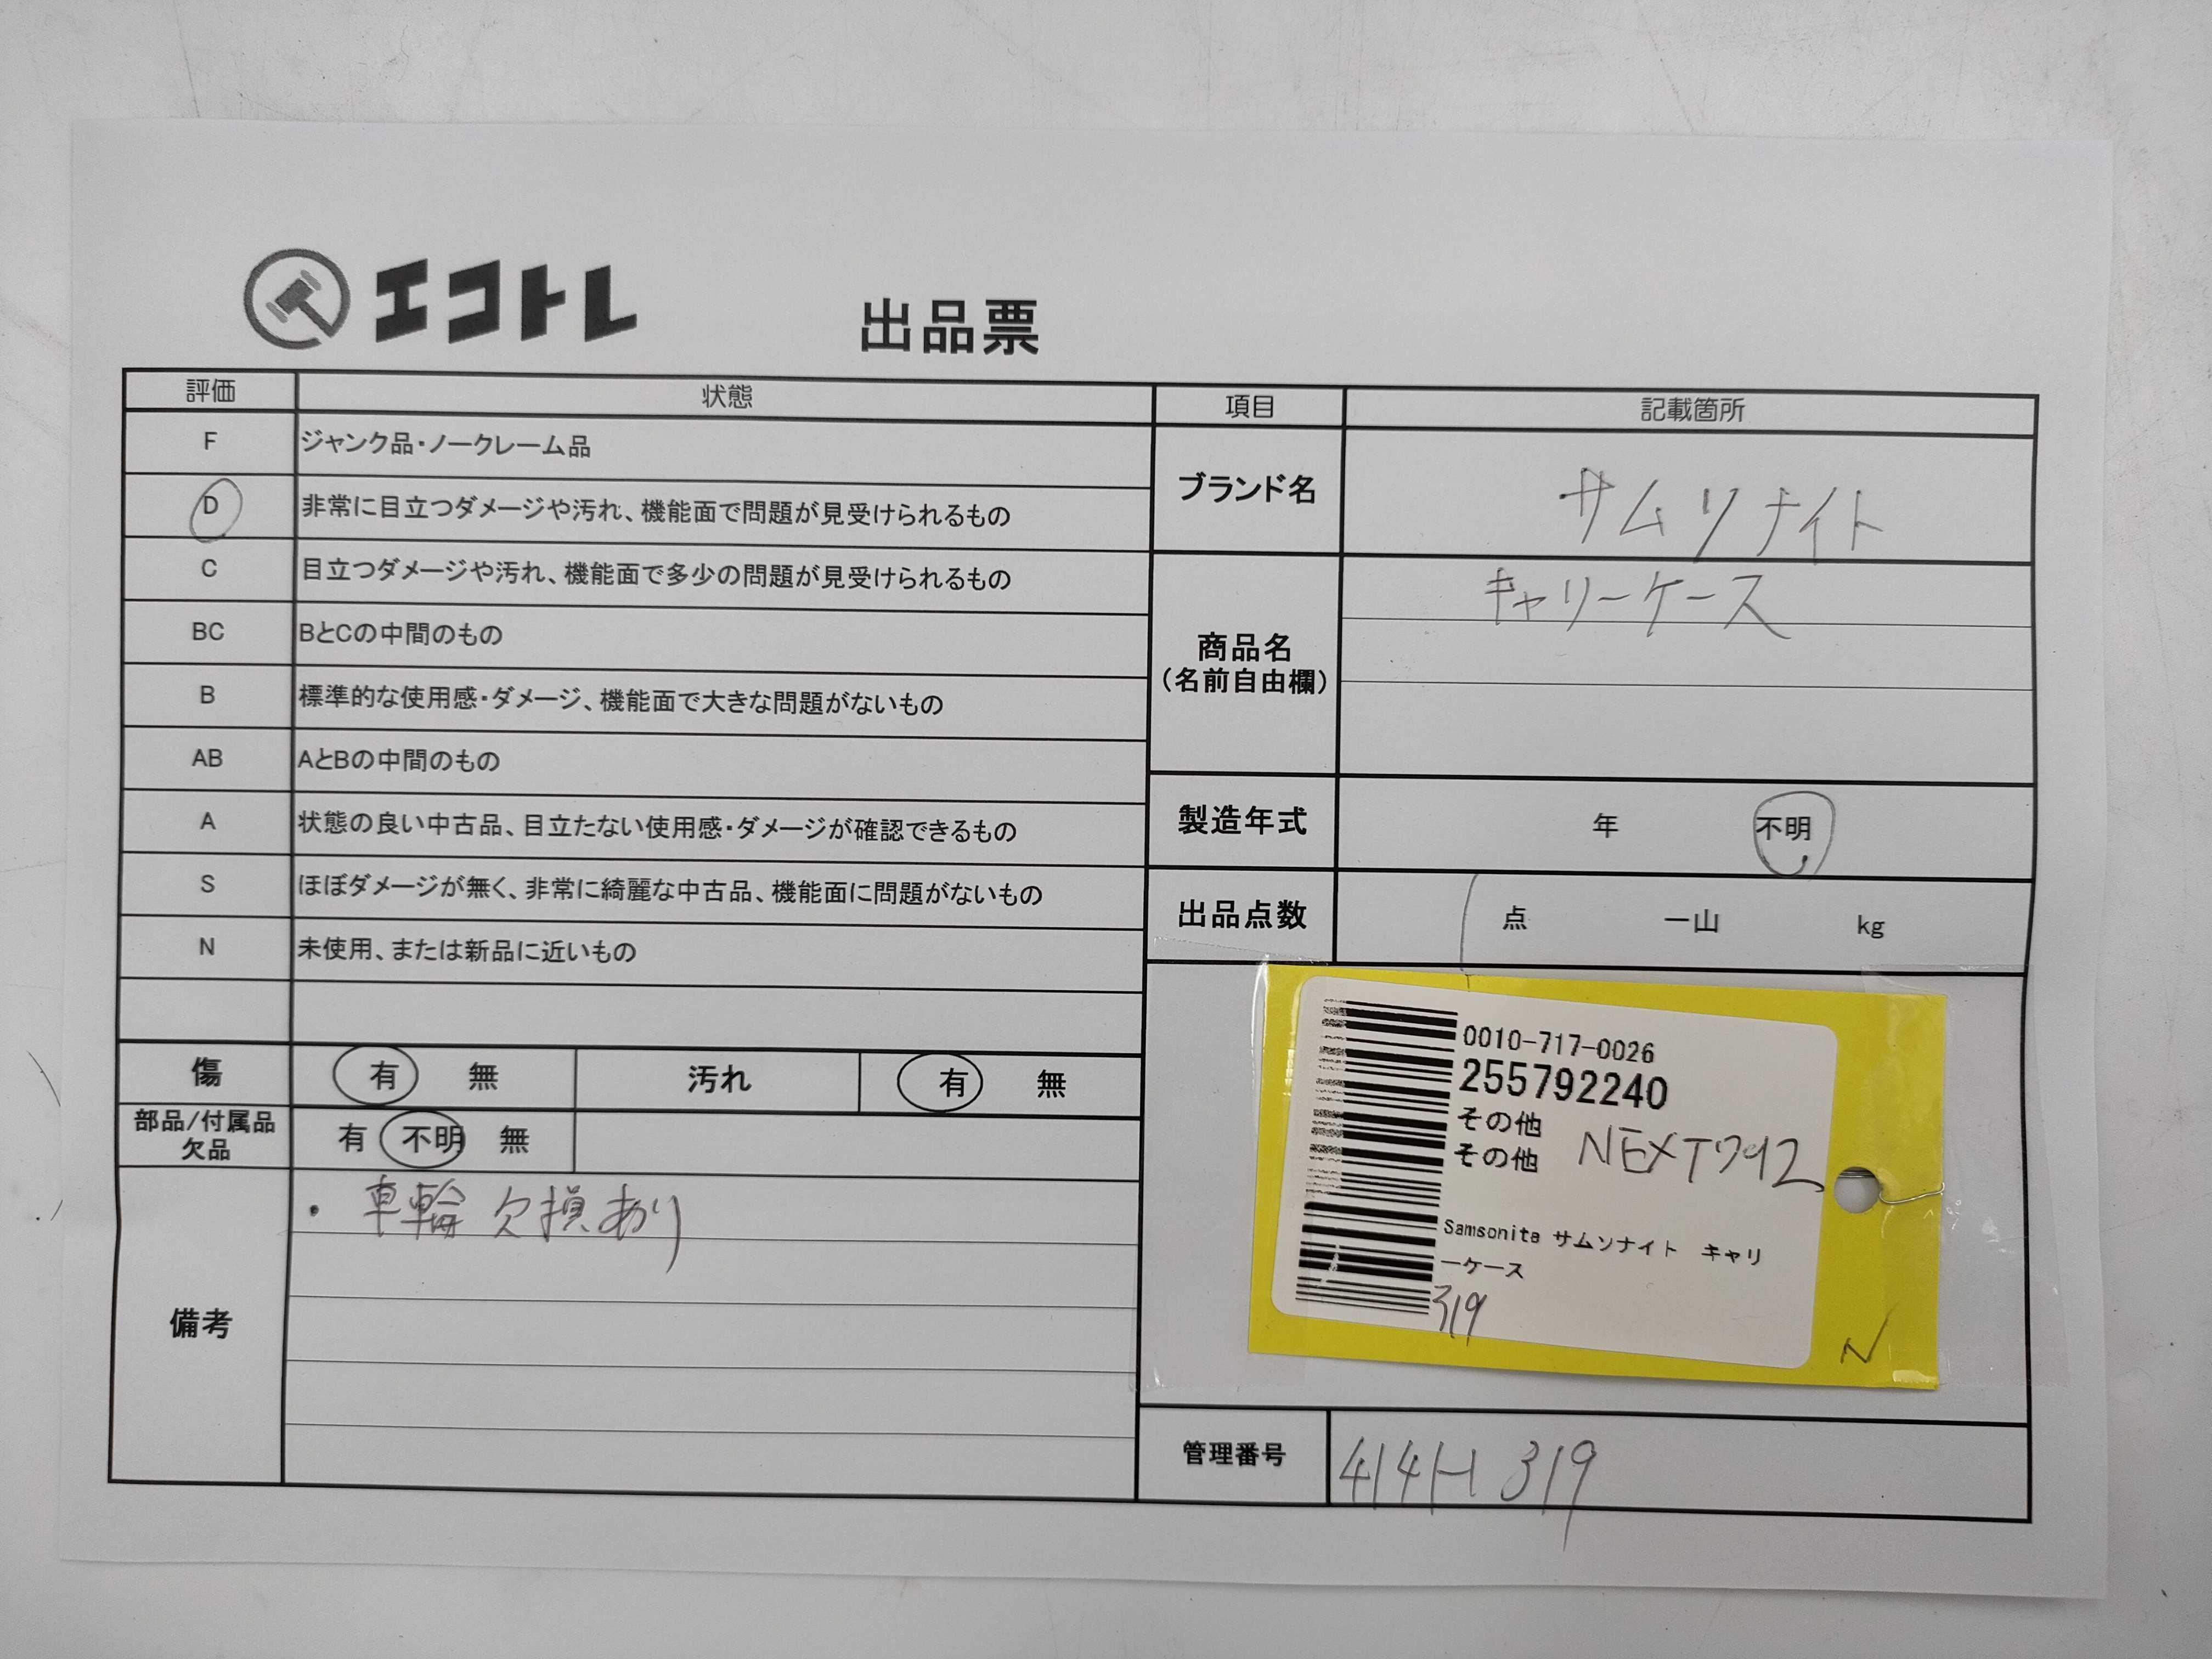 エコトレ
出品票
評価 状態
F ジャンク品・ノークレーム品
D 非常に目立つダメージや汚れ、機能面で問題が見受けられるもの
C 目立つダメージや汚れ、機能面で多少の問題が見受けられるもの
BC BとCの中間のもの
B 標準的な使用感・ダメージ、機能面で大きな問題がないもの
AB AとBの中間のもの
A 状態の良い中古品、目立たない使用感・ダメージが確認できるもの
S ほぼダメージが無く、非常に綺麗な中古品、機能面に問題がないもの
N 未使用、または新品に近いもの
傷 有 無 汚れ 有 無
部品/付属品
欠品
有 不明 無
備考
・車輪欠損あり
項目 記載箇所
ブランド名 サムソナイト
商品名
(名前自由欄)
キャリーケース
製造年式 年 不明
出品点数 1 点 一山 kg
0010-717-0026
255792240
その他
その他 NEXT792
Samsonite サムソナイト キャリ
ーケース
319
N
管理番号 414H 319